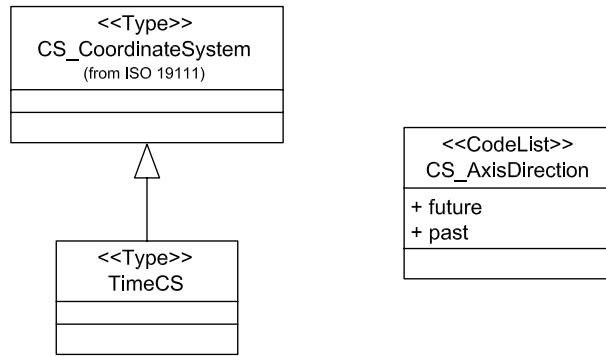 <<Type>>
CS_CoordinateSystem
(from ISO 19111)
<<CodeList>>
CS_AxisDirection
+ future
+ past
<<Type>>
TimeCS